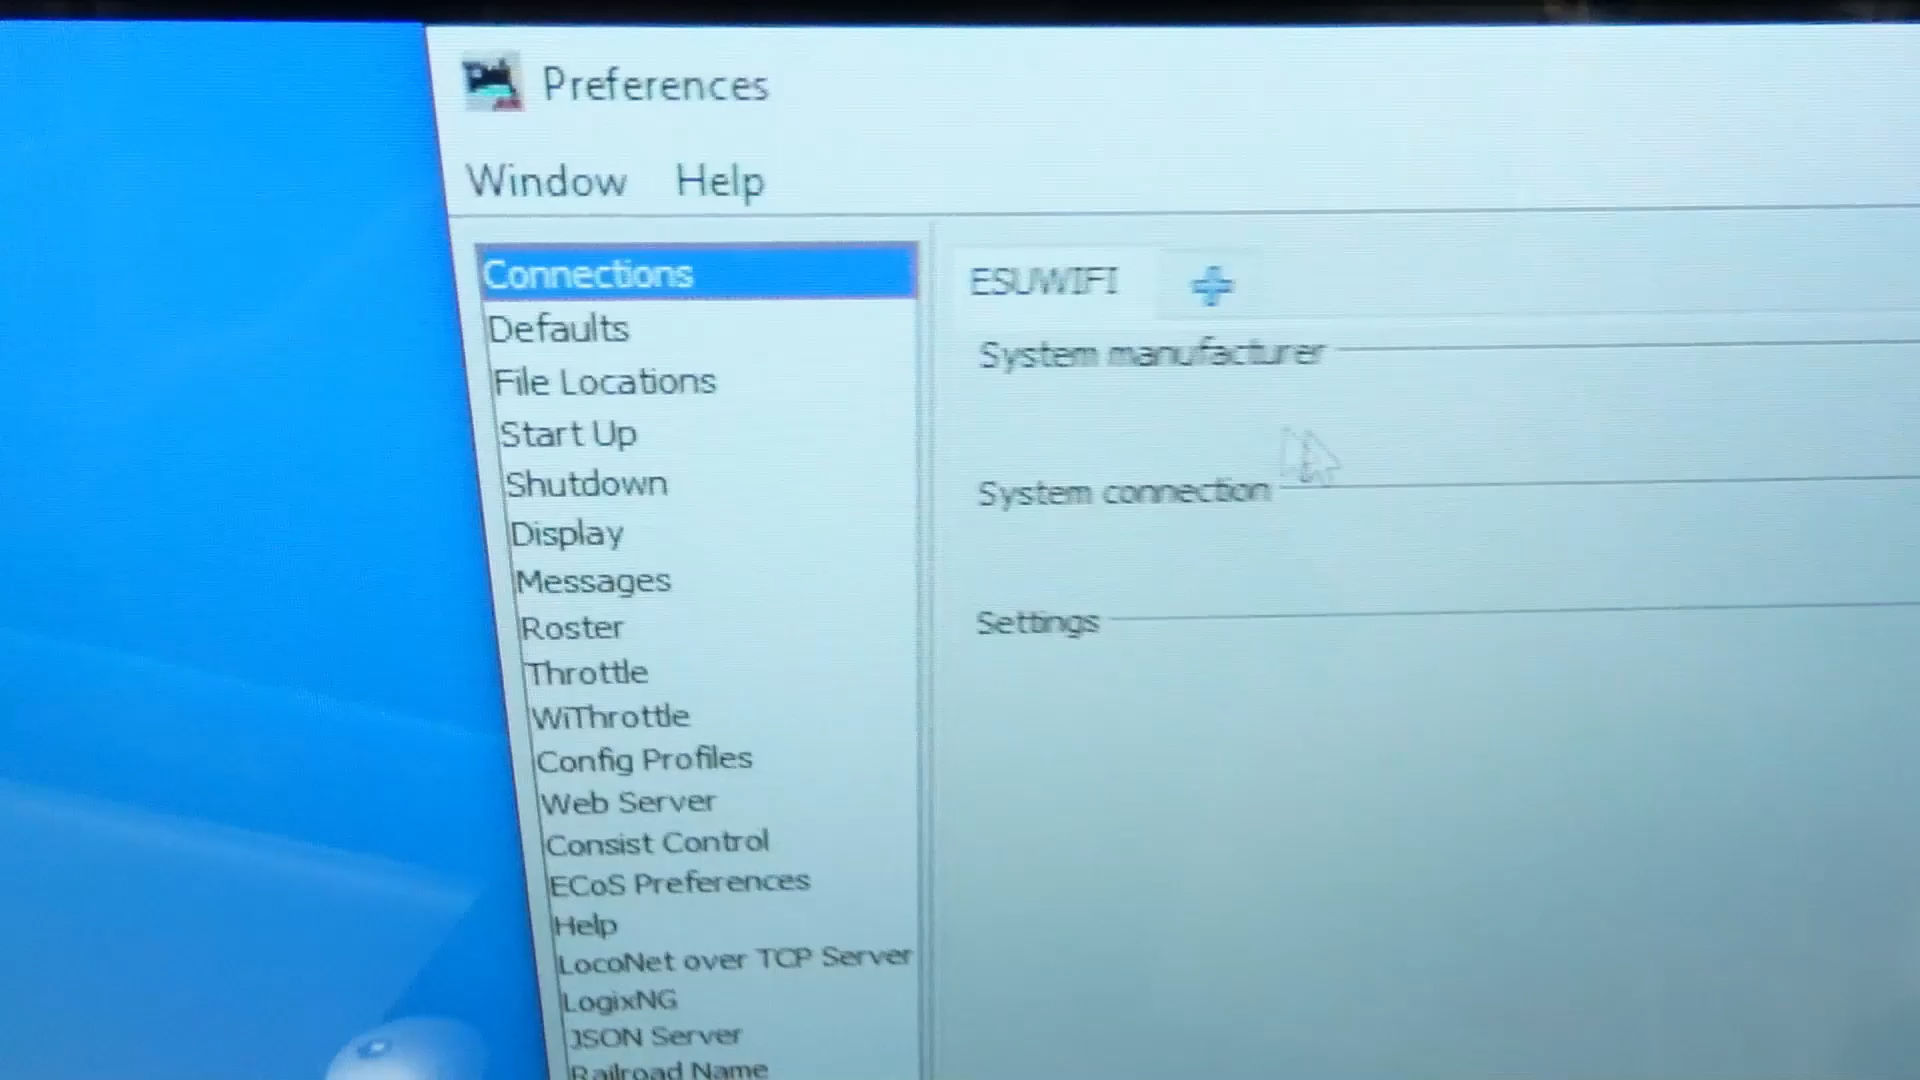 Preferences
Window Help
Connections
Defaults
File Locations
Start Up
Shutdown
Display
Messages
Roster
Throttle
WiThrottle
Config Profiles
Web Server
Consist Control
ECoS Preferences
Help
LocoNet over TCP Server
LogixNG
JSON Server
Railroad Name
ESUWIFI
System manufacturer
System connection
Settings